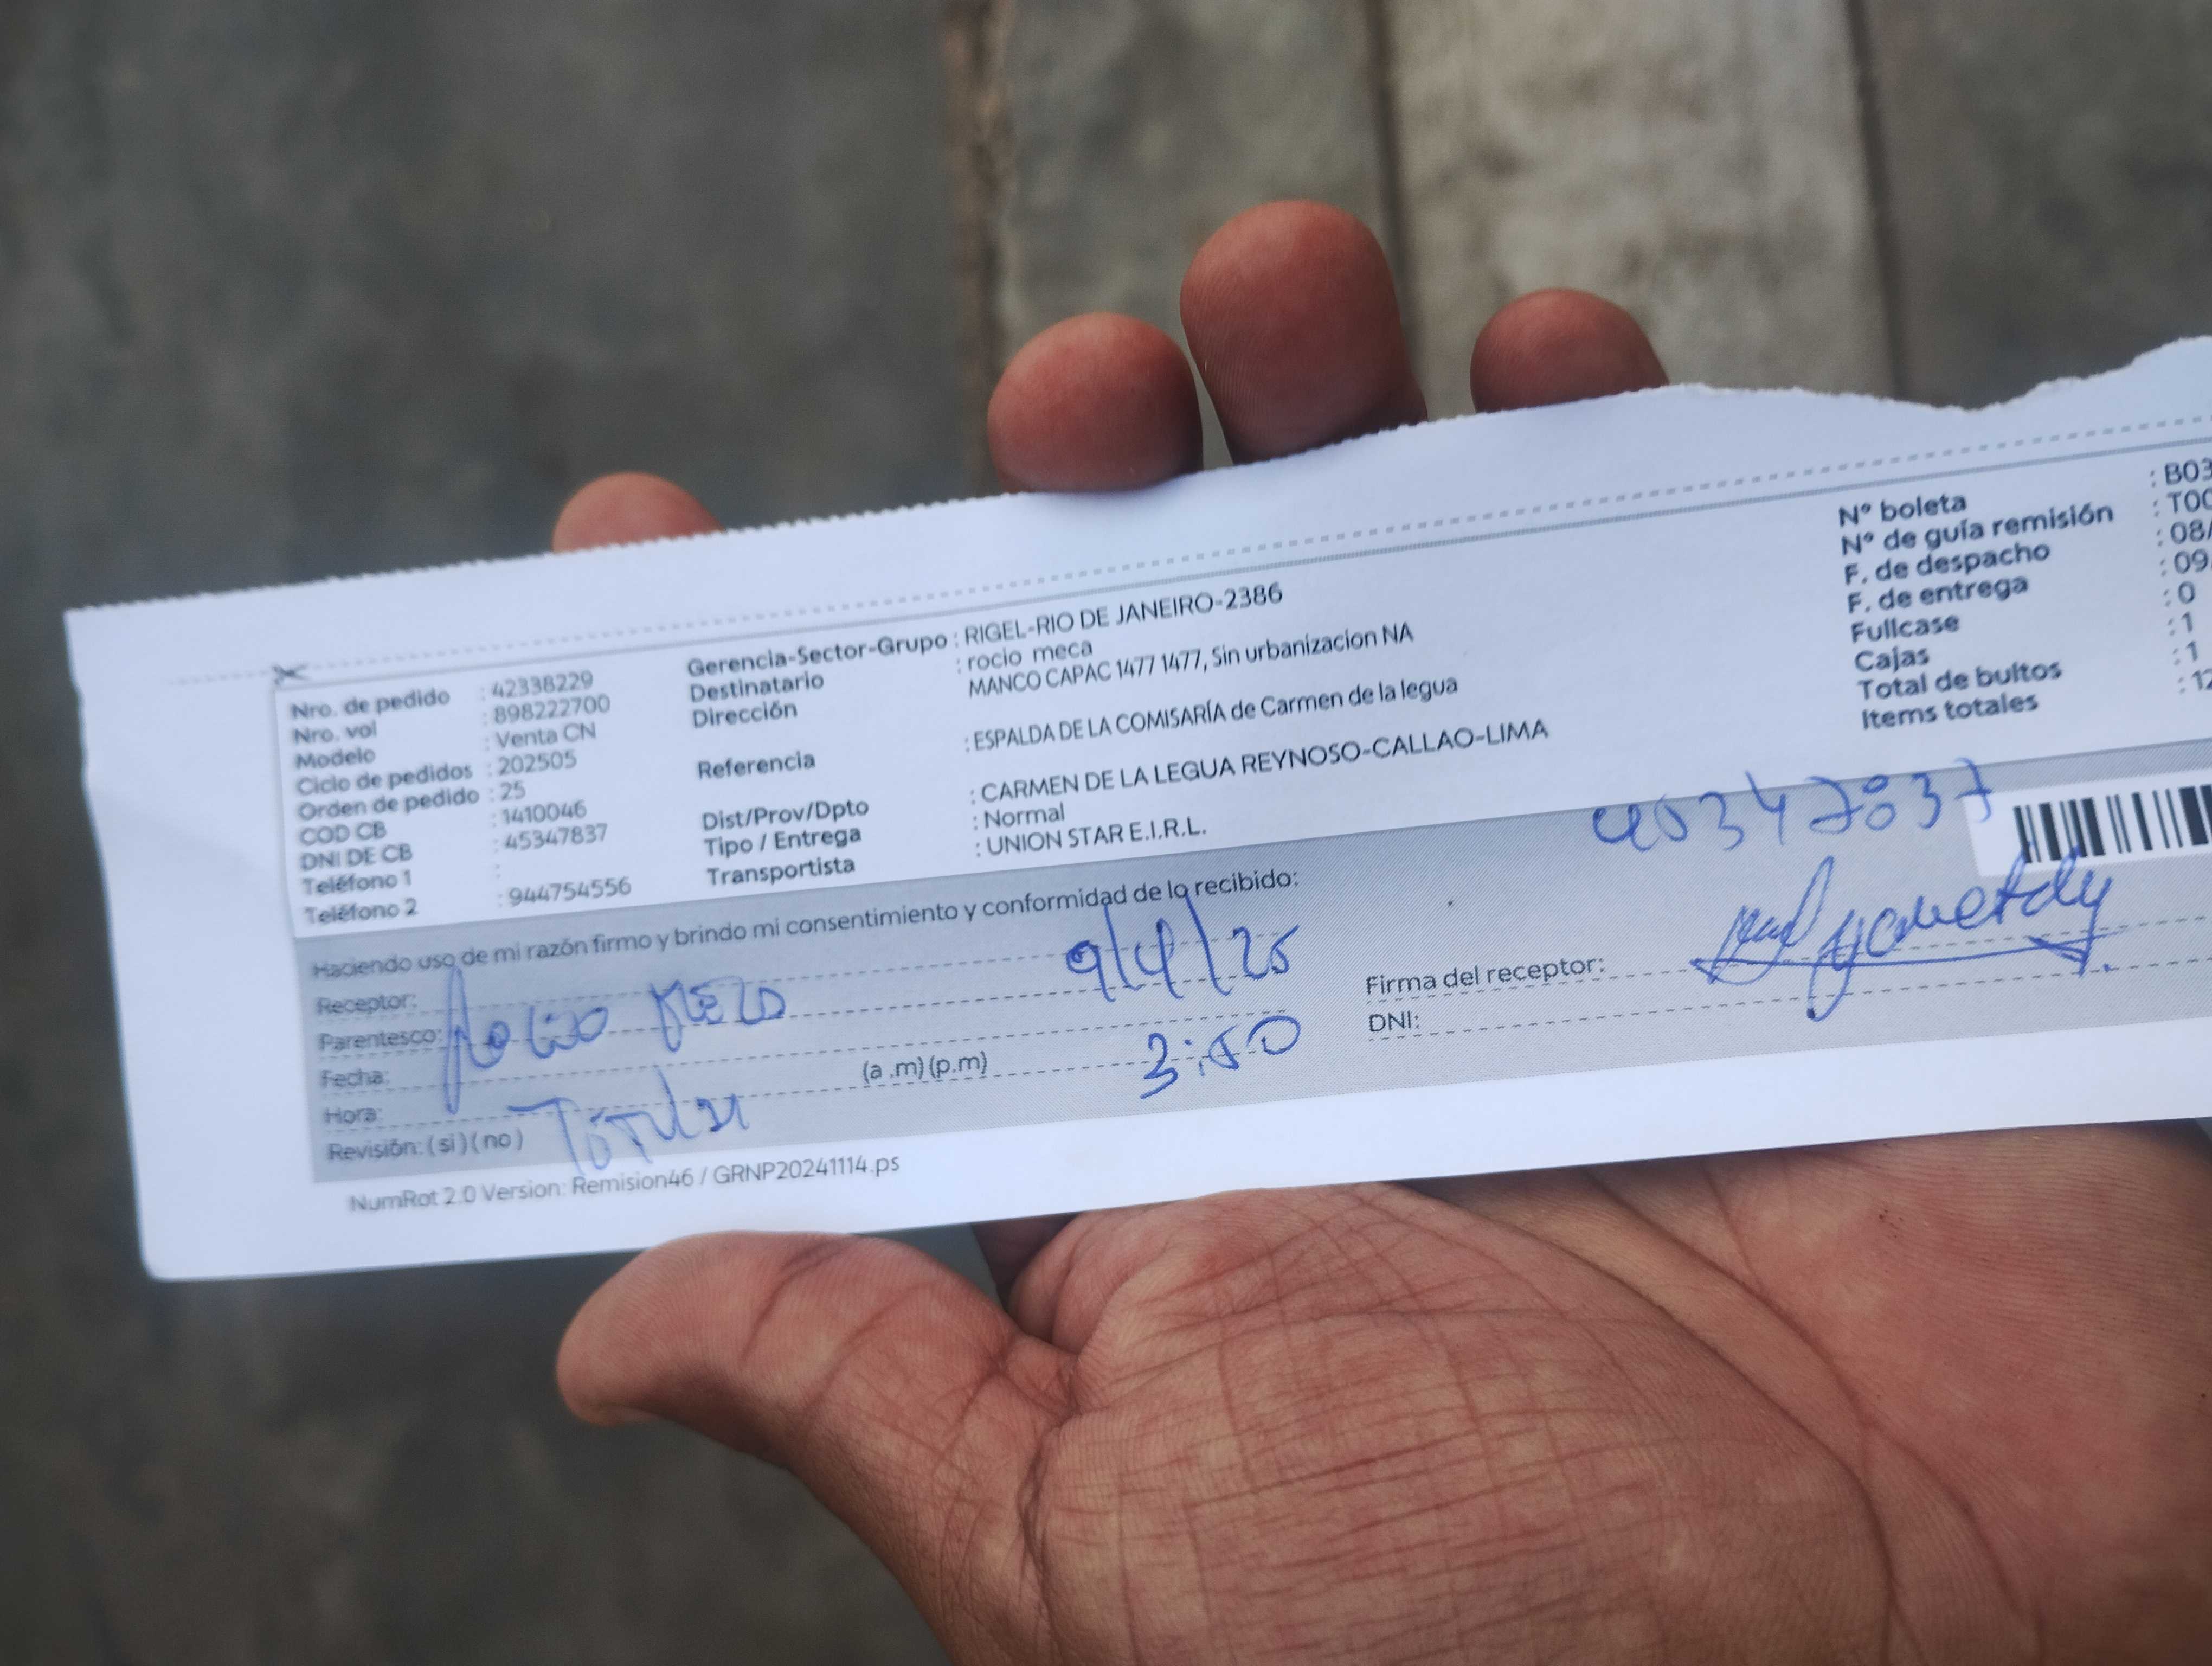 Nro. de pedido : 42338229
Nro. vol : 898222700
Modelo : Venta CN
Ciclo de pedidos : 202505
Orden de pedido : 25
COD CB : 1410046
DNI DE CB : 45347837
Teléfono 1 :
Teléfono 2 : 944754556
Gerencia-Sector-Grupo : RIGEL-RIO DE JANEIRO-2386
Destinatario : rocio meca
Dirección MANCO CAPAC 1477 1477, Sin urbanizacion NA
Referencia : ESPALDA DE LA COMISARÍA de Carmen de la legua
Dist/Prov/Dpto : CARMEN DE LA LEGUA REYNOSO-CALLAO-LIMA
Tipo / Entrega : Normal
Transportista : UNION STAR E.I.R.L.
Nº boleta : B03
Nº de guía remisión : T00
F. de despacho : 08/
F. de entrega : 09
Fullcase : 0
Cajas : 1
Total de bultos : 1
Items totales : 12
Haciendo uso de mi razón firmo y brindo mi consentimiento y conformidad de lo recibido:
Receptor:
Parentesco:
Fecha: 9/4/25
Hora: (a .m) (p.m) 3:50
Revisión: (si) (no)
Firma del receptor:
DNI:
NumRot 2.0 Version: Remision46 / GRNP20241114.ps